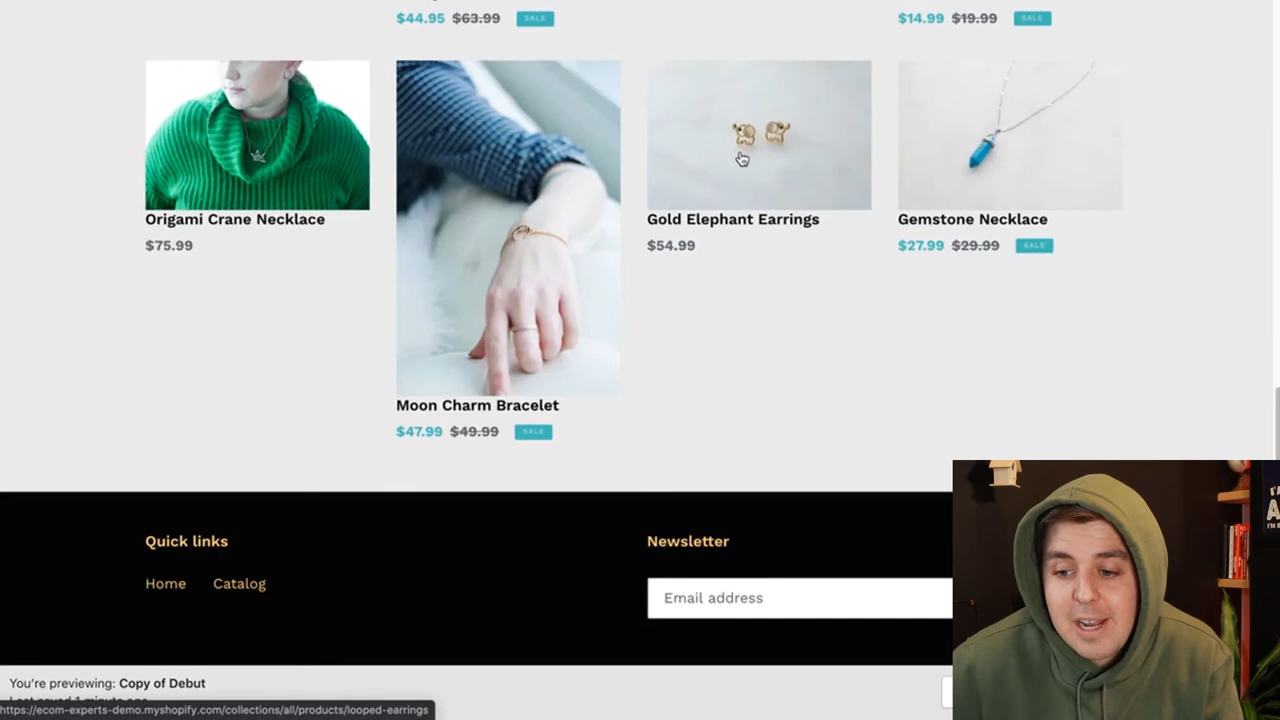 $44.95 $63.99 SALE
$14.99 $19.99 SALE
Origami Crane Necklace
$75.99
Gold Elephant Earrings
$54.99
Gemstone Necklace
$27.99 $29.99 SALE
Moon Charm Bracelet
$47.99 $49.99 SALE
Quick links
Home Catalog
Newsletter
Email address
You're previewing: Copy of Debut
https://ecom-experts-demo.myshopify.com/collections/all/products/looped-earrings